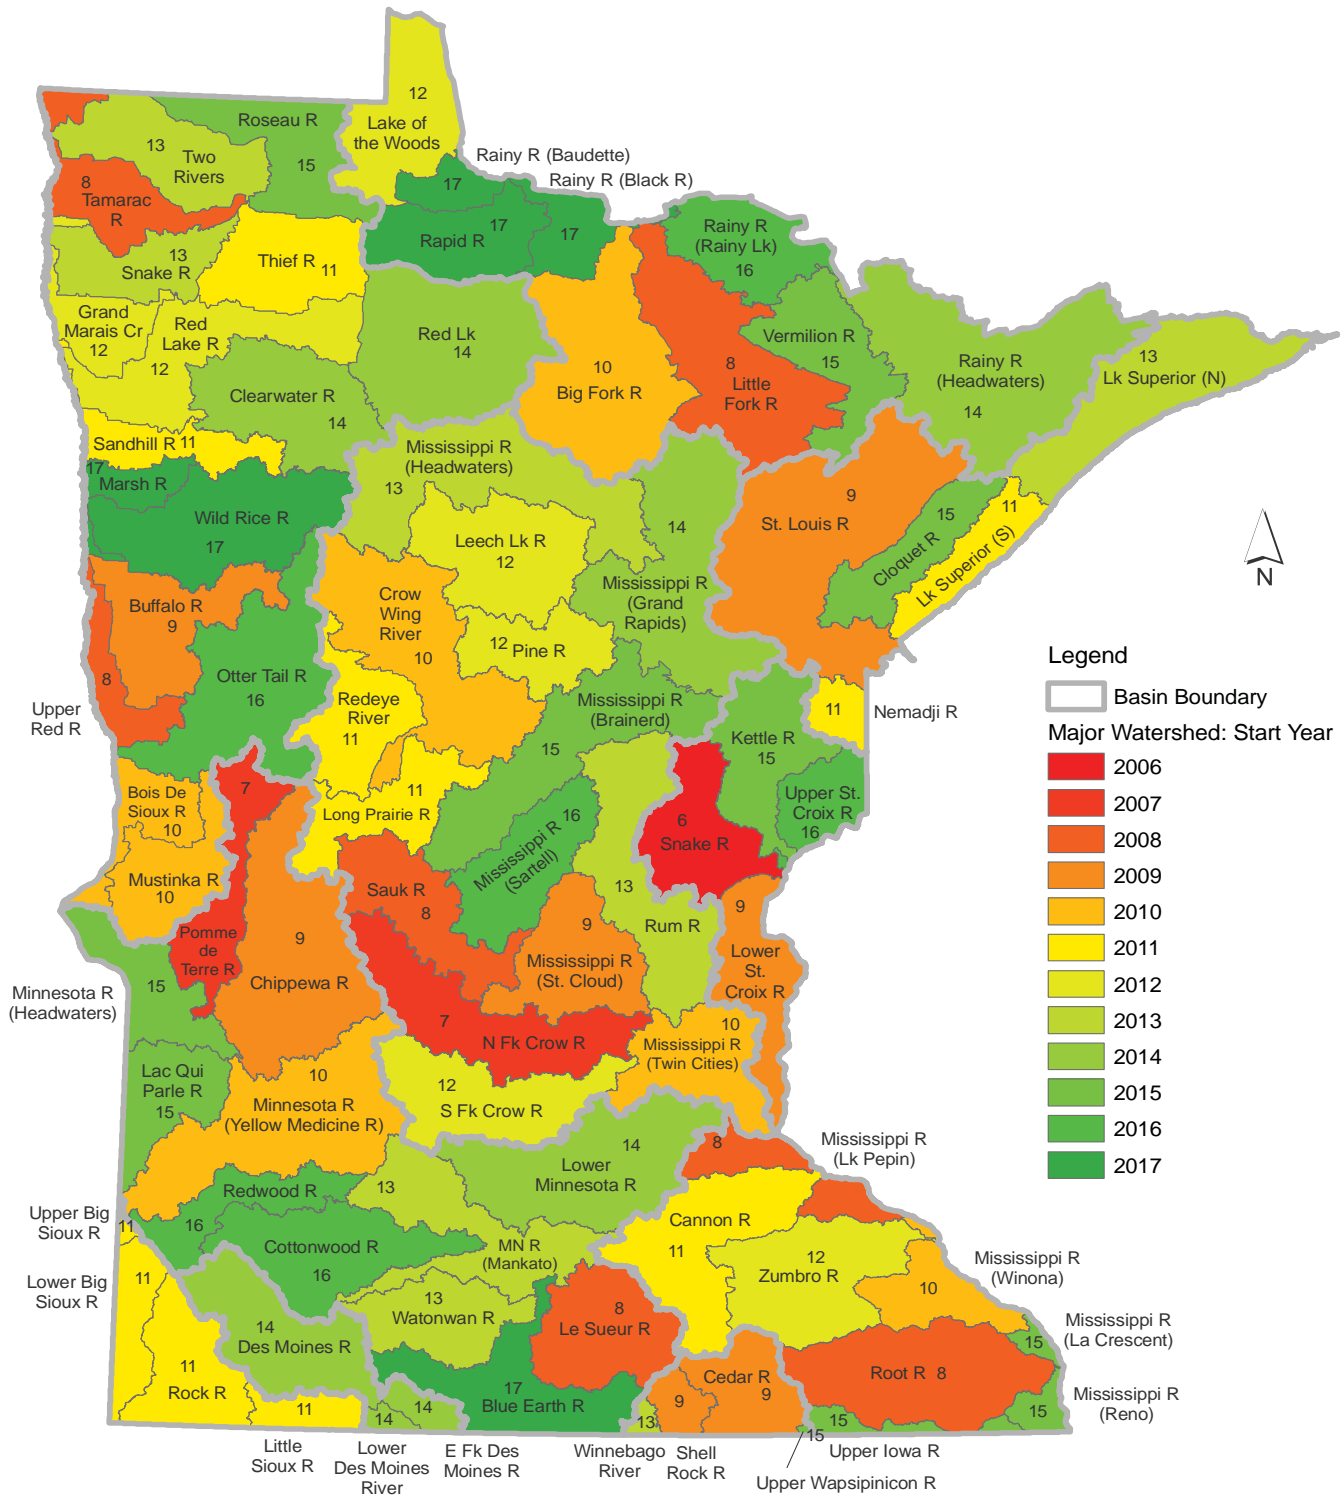 12
Lake of
the Woods
Roseau R
15
13
Two
Rivers
8
Tamarac
R
Rainy R (Baudette)
17
Rainy R (Black R)
17
17
Rapid R
Rainy R
(Rainy Lk)
16
13
Snake R
Thief R
11
Grand
Marais Cr
12
Red
Lake R
12
Red Lk
14
10
Big Fork R
8
Little
Fork R
Vermilion R
15
Rainy R
(Headwaters)
14
13
Lk Superior (N)
Clearwater R
14
Sandhill R
11
17
Marsh R
Wild Rice R
17
Mississippi R
(Headwaters)
13
14
Leech Lk R
12
9
St. Louis R
15
Cloquet R
11
Lk Superior (S)
Mississippi R
(Grand
Rapids)
Buffalo R
9
8
Upper
Red R
Otter Tail R
16
Crow
Wing
River
10
12
Pine R
Redeye
River
11
Mississippi R
(Brainerd)
15
Kettle R
15
11
Nemadji R
N
Bois De
Sioux R
10
7
11
Long Prairie R
16
Mississippi R
(Sartell)
6
Snake R
Upper St.
Croix R
16
Mustinka R
10
Pomme
de
Terre R
9
Chippewa R
Sauk R
8
9
Mississippi R
(St. Cloud)
13
Rum R
9
Lower
St.
Croix R
15
Minnesota R
(Headwaters)
7
N Fk Crow R
10
Mississippi R
(Twin Cities)
Lac Qui
Parle R
15
10
Minnesota R
(Yellow Medicine R)
12
S Fk Crow R
14
Lower
Minnesota R
8
Mississippi R
(Lk Pepin)
Redwood R
16
13
Upper Big
Sioux R
11
Cottonwood R
16
MN R
(Mankato)
Cannon R
11
12
Zumbro R
Mississippi R
(Winona)
10
Lower Big
Sioux R
11
13
Watonwan R
8
Le Sueur R
14
Des Moines R
Mississippi R
(La Crescent)
15
11
Rock R
17
Blue Earth R
Cedar R
9
9
Root R
8
Mississippi R
(Reno)
15
11
14
14
13
15
15
Little
Sioux R
Lower
Des Moines
River
E Fk Des
Moines R
Winnebago
River
Shell
Rock R
Upper Iowa R
Upper Wapsipinicon R
Legend
Basin Boundary
Major Watershed: Start Year
2006
2007
2008
2009
2010
2011
2012
2013
2014
2015
2016
2017